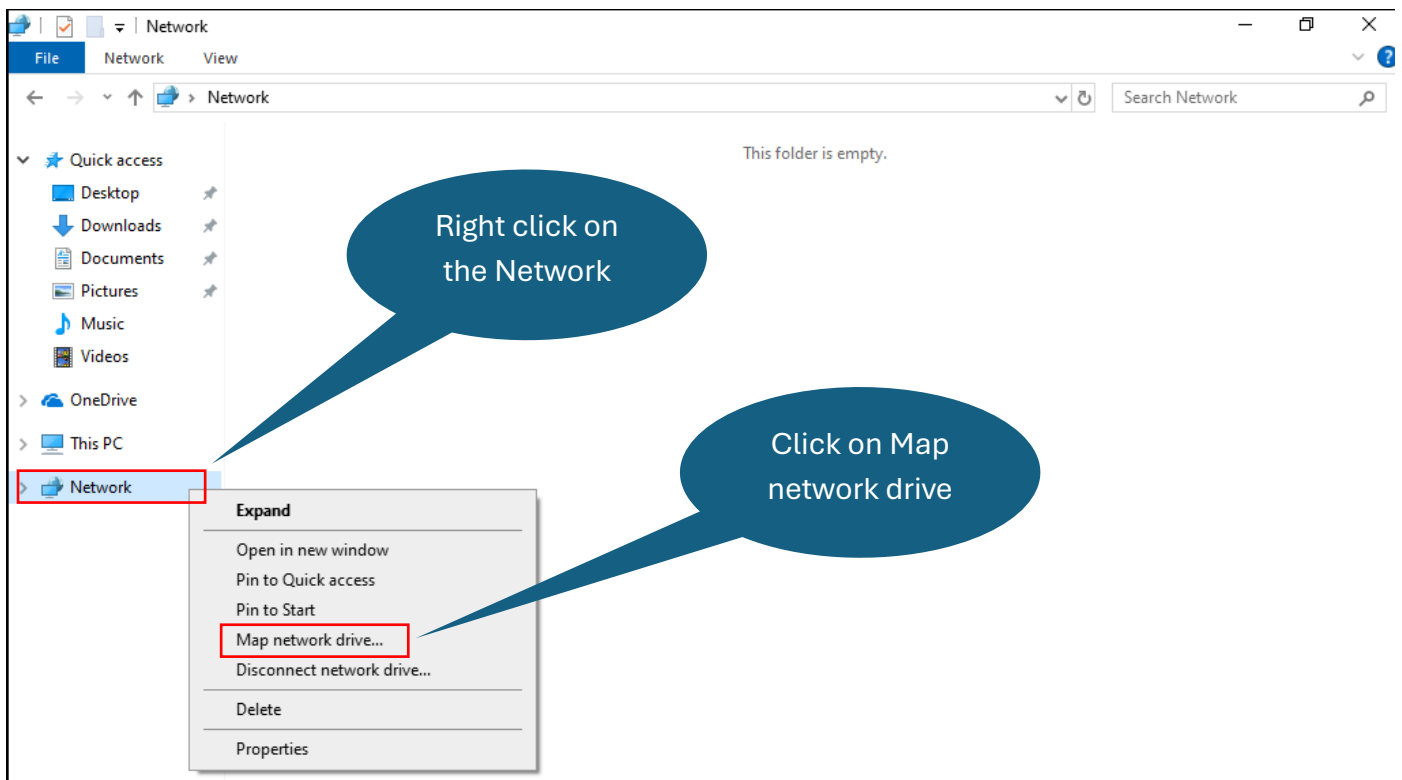 Network
File Network View
Network
Search Network
Quick access
This folder is empty.
Desktop
Downloads
Documents
Pictures
Music
Videos
OneDrive
This PC
Network
Right click on
the Network
Click on Map
network drive
Expand
Open in new window
Pin to Quick access
Pin to Start
Map network drive...
Disconnect network drive...
Delete
Properties